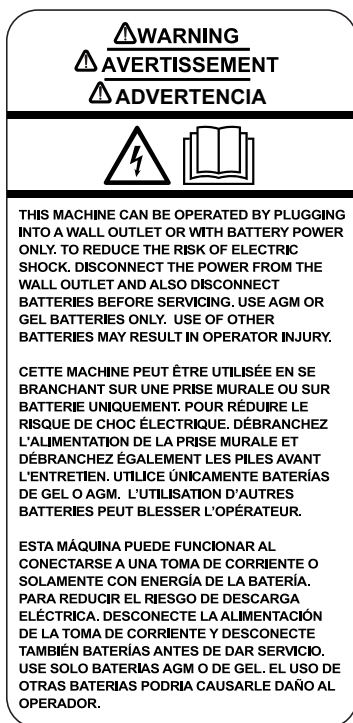 WARNING
AVERTISSEMENT
ADVERTENCIA
THIS MACHINE CAN BE OPERATED BY PLUGGING
INTO A WALL OUTLET OR WITH BATTERY POWER
ONLY. TO REDUCE THE RISK OF ELECTRIC
SHOCK. DISCONNECT THE POWER FROM THE
WALL OUTLET AND ALSO DISCONNECT
BATTERIES BEFORE SERVICING. USE AGM OR
GEL BATTERIES ONLY. USE OF OTHER
BATTERIES MAY RESULT IN OPERATOR INJURY.
CETTE MACHINE PEUT ÊTRE UTILISÉE EN SE
BRANCHANT SUR UNE PRISE MURALE OU SUR
BATTERIE UNIQUEMENT. POUR RÉDUIRE LE
RISQUE DE CHOC ÉLECTRIQUE. DÉBRANCHEZ
L'ALIMENTATION DE LA PRISE MURALE ET
DÉBRANCHEZ ÉGALEMENT LES PILES AVANT
L'ENTRETIEN. UTILICE ÚNICAMENTE BATERÍAS
DE GEL O AGM. L'UTILISATION D'AUTRES
BATTERIES PEUT BLESSER L'OPÉRATEUR.
ESTA MÁQUINA PUEDE FUNCIONAR AL
CONECTARSE A UNA TOMA DE CORRIENTE O
SOLAMENTE CON ENERGÍA DE LA BATERÍA.
PARA REDUCIR EL RIESGO DE DESCARGA
ELÉCTRICA. DESCONECTE LA ALIMENTACIÓN
DE LA TOMA DE CORRIENTE Y DESCONECTE
TAMBIÉN BATERÍAS ANTES DE DAR SERVICIO.
USE SOLO BATERIAS AGM O DE GEL. EL USO DE
OTRAS BATERIAS PODRIA CAUSARLE DAÑO AL
OPERADOR.